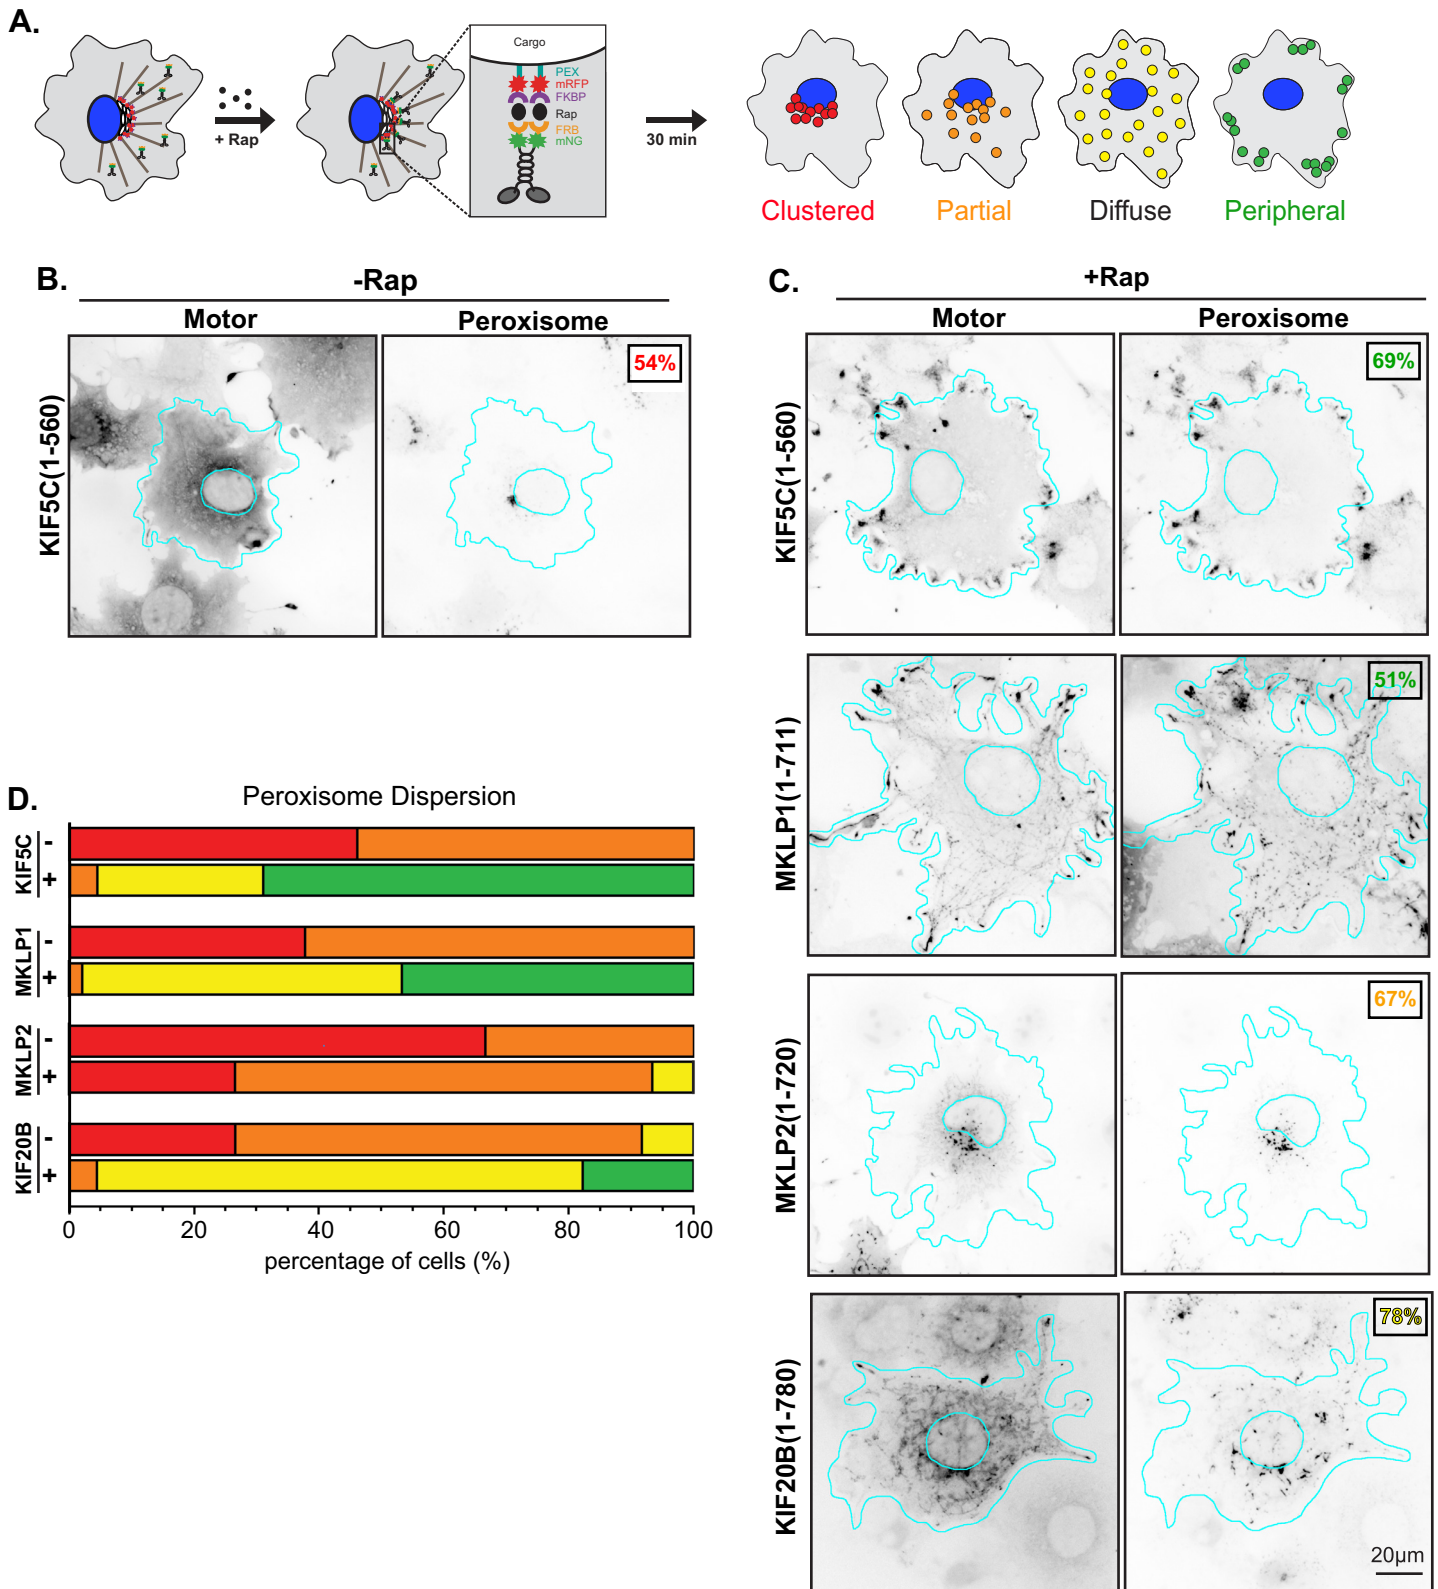 A.
+ Rap
Cargo
PEX
mRFP
FKBP
Rap
FRB
mNG
30 min
Clustered
Partial
Diffuse
Peripheral
B.
-Rap
Motor
Peroxisome
KIF5C(1-560)
54%
C.
+Rap
Motor
Peroxisome
KIF5C(1-560)
69%
MKLP1(1-711)
51%
MKLP2(1-720)
67%
KIF20B(1-780)
78%
20µm
D.
Peroxisome Dispersion
KIF5C
-
+
MKLP1
-
+
MKLP2
-
+
KIF20B
-
+
0 20 40 60 80 100
percentage of cells (%)